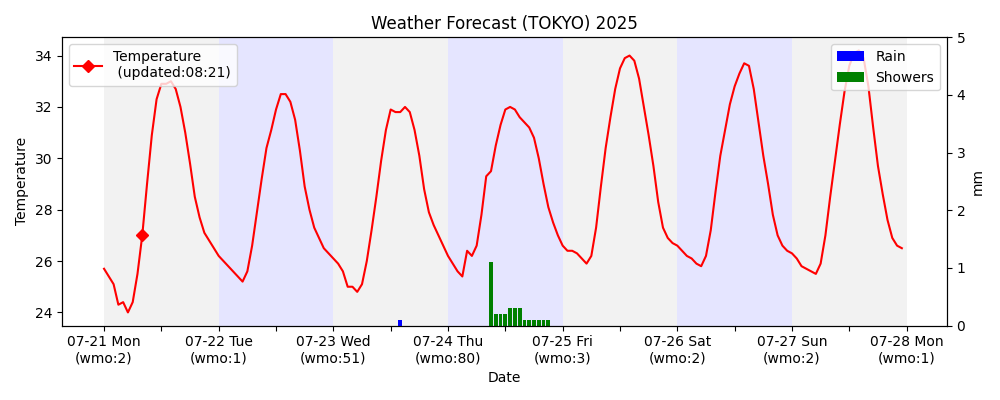 Weather Forecast (TOKYO) 2025
Temperature
(updated:08:21)
Rain
Showers
34
32
30
28
26
24
Temperature
5
4
3
2
1
0
mm
07-21 Mon 07-22 Tue 07-23 Wed 07-24 Thu 07-25 Fri 07-26 Sat 07-27 Sun 07-28 Mon
(wmo:2) (wmo:1) (wmo:51) (wmo:80) (wmo:3) (wmo:2) (wmo:2) (wmo:1)
Date